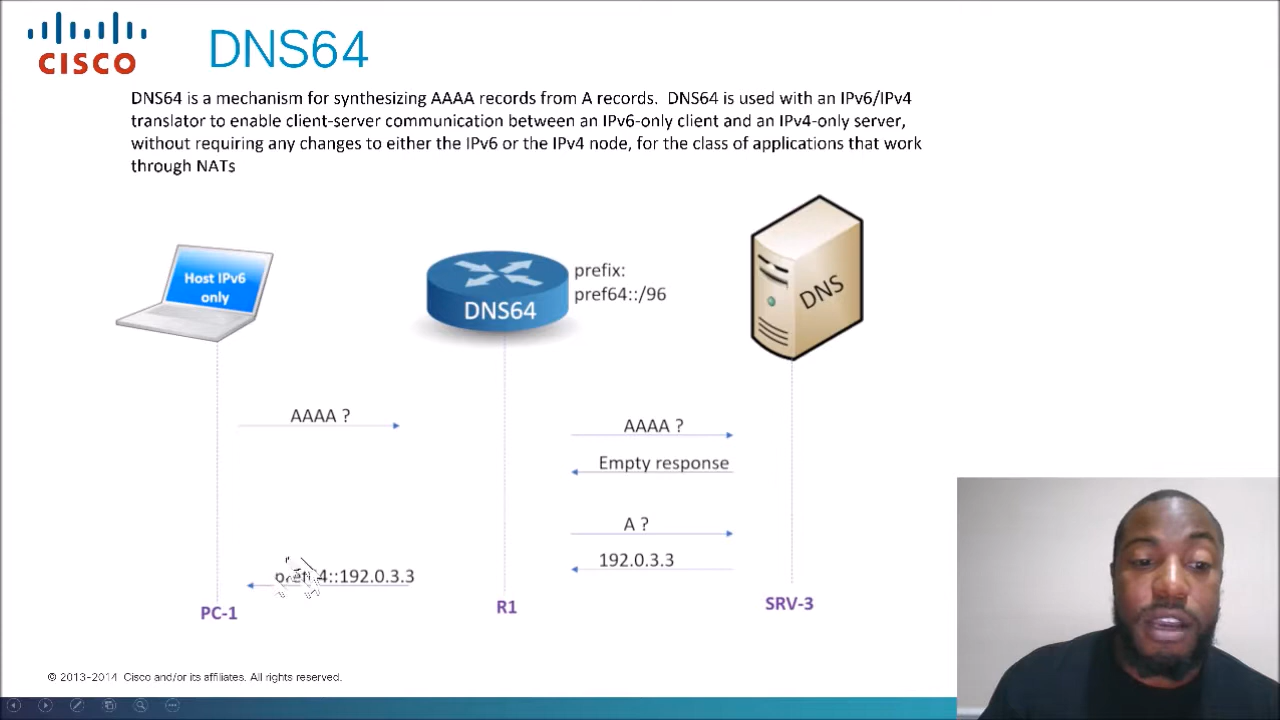 CISCO
DNS64
DNS64 is a mechanism for synthesizing AAAA records from A records. DNS64 is used with an IPv6/IPv4
translator to enable client-server communication between an IPv6-only client and an IPv4-only server,
without requiring any changes to either the IPv6 or the IPv4 node, for the class of applications that work
through NATs
Host IPv6
only
DNS64
prefix:
pref64::/96
DNS
AAAA ?
AAAA ?
Empty response
A ?
192.0.3.3
4::192.0.3.3
PC-1
R1
SRV-3
© 2013-2014 Cisco and/or its affiliates. All rights reserved.